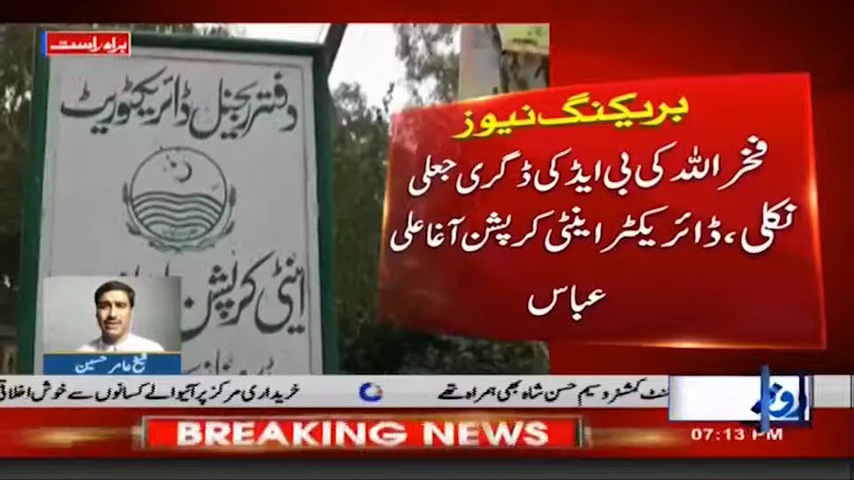 براہ راست
دفتر ریجنل ڈائریکٹوریٹ
اینٹی کرپشن
بریکنگ نیوز
فخر اللہ کی بی ایڈ کی ڈگری جعلی
نکلی، ڈائریکٹر اینٹی کرپشن آغا علی
عباس
شیخ عامر حسین
کمشنر وسیم حسن شاہ بھی ہمراہ تھے
خریداری مرکز پر آنیوالے کسانوں سے خوش اخلاقی
BREAKING NEWS
07:13 PM